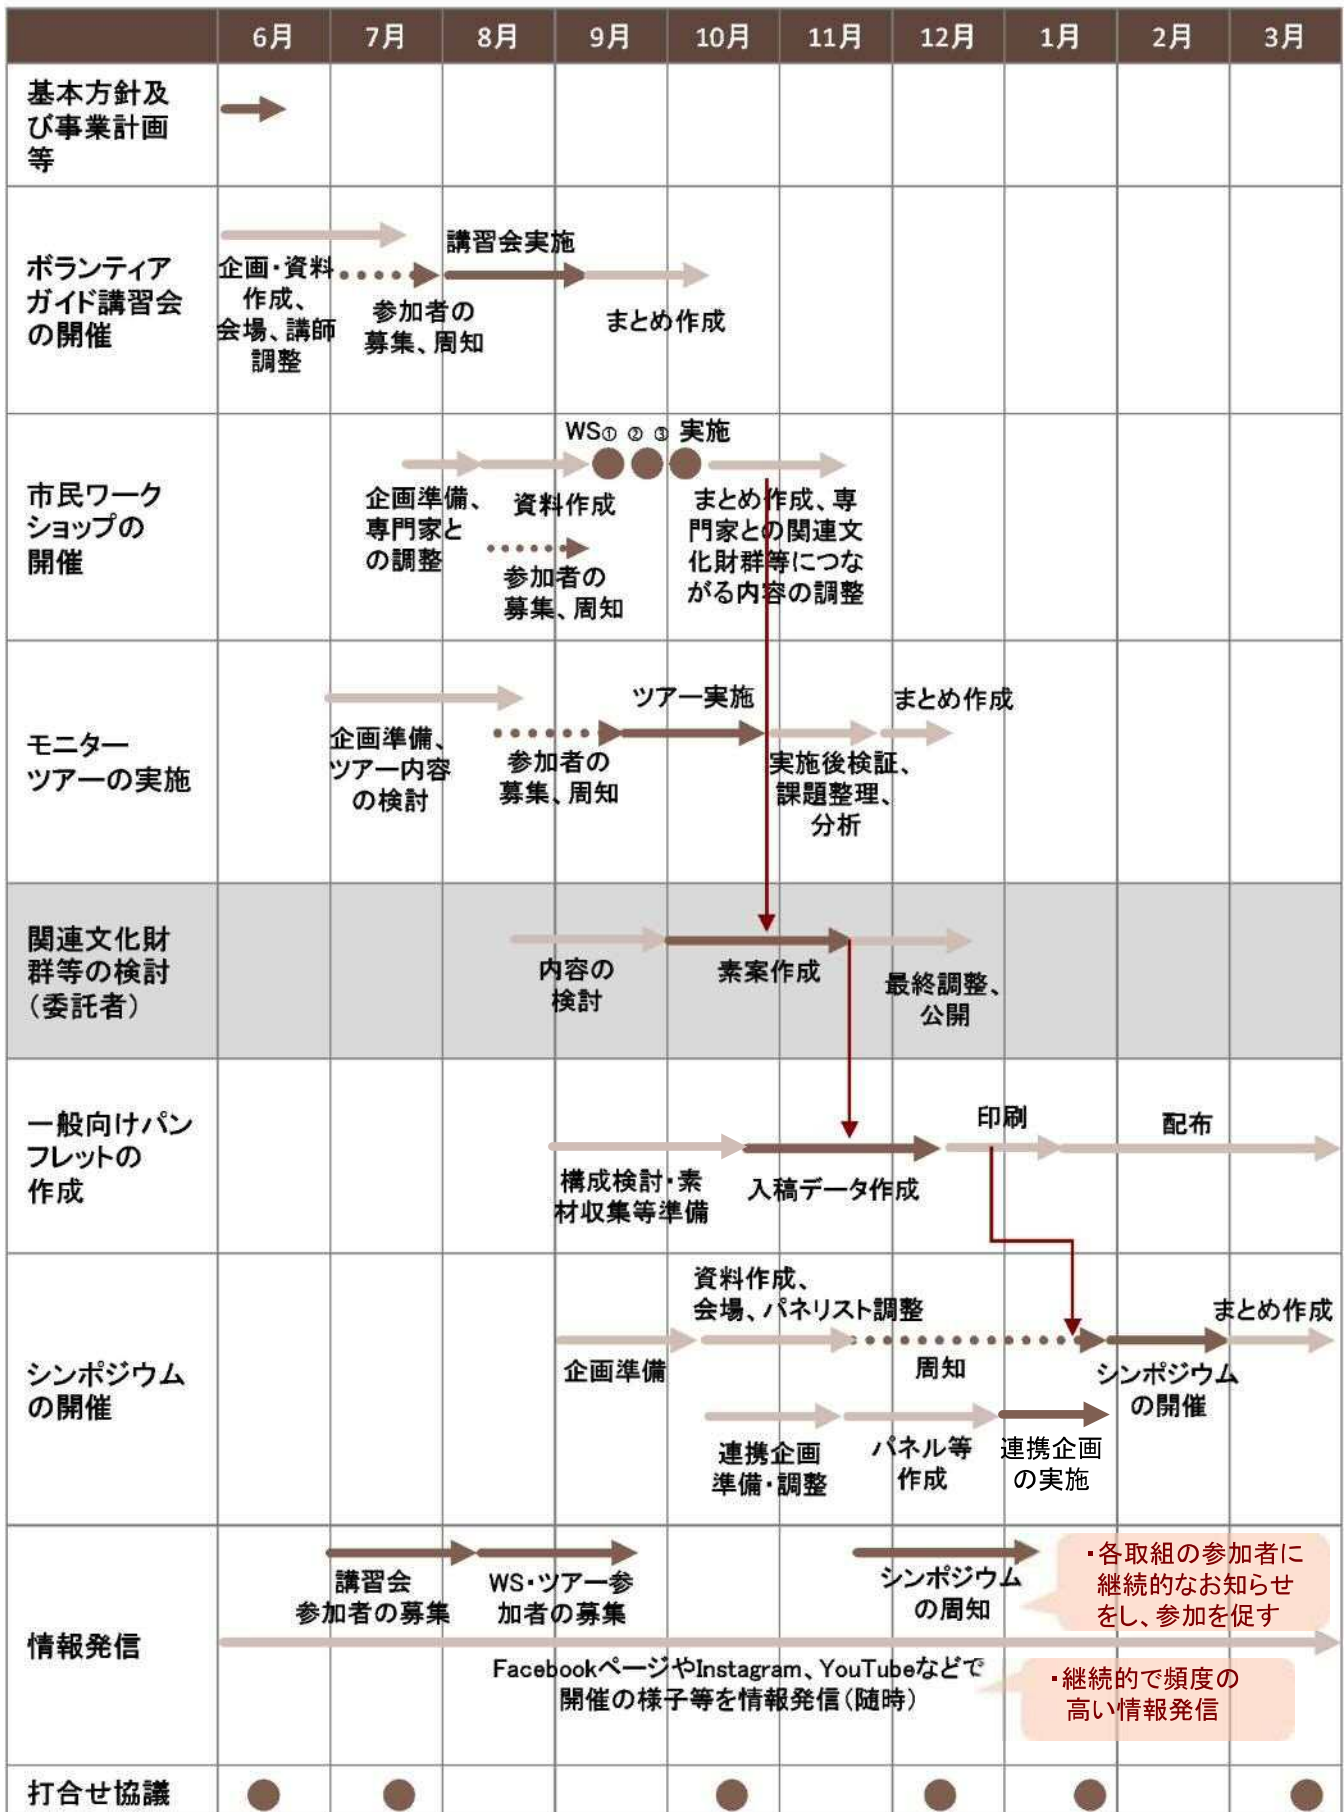 6月 7月 8月 9月 10月 11月 12月 1月 2月 3月
基本方針及
び事業計画
等
ボランティア
ガイド講習会
の開催
企画・資料
作成、
会場、講師
調整
参加者の
募集、周知
講習会実施
まとめ作成
市民ワーク
ショップの
開催
企画準備、
専門家と
の調整
資料作成
参加者の
募集、周知
WS① ② ③ 実施
まとめ作成、専
門家との関連文
化財群等につな
がる内容の調整
モニター
ツアーの実施
企画準備、
ツアー内容
の検討
参加者の
募集、周知
ツアー実施
実施後検証、
課題整理、
分析
まとめ作成
関連文化財
群等の検討
（委託者）
内容の
検討
素案作成
最終調整、
公開
一般向けパン
フレットの
作成
構成検討・素
材収集等準備
入稿データ作成
印刷
配布
シンポジウム
の開催
企画準備
資料作成、
会場、パネリスト調整
周知
シンポジウム
の開催
まとめ作成
連携企画
準備・調整
パネル等
作成
連携企画
の実施
情報発信
講習会
参加者の募集
WS・ツアー参
加者の募集
シンポジウム
の周知
・各取組の参加者に
継続的なお知らせ
をし、参加を促す
FacebookページやInstagram、YouTubeなどで
開催の様子等を情報発信（随時）
・継続的で頻度の
高い情報発信
打合せ協議